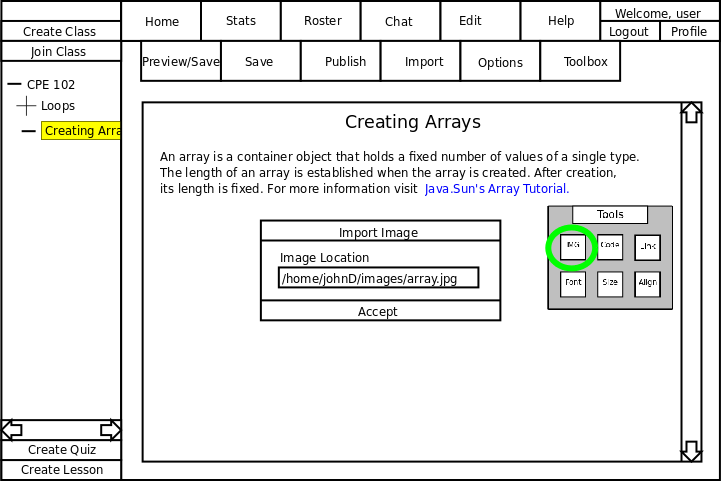 Home Stats Roster Chat Edit Help
Welcome, user
Logout Profile
Create Class
Join Class
Preview/Save Save Publish Import Options Toolbox
CPE 102
Loops
Creating Arra
Creating Arrays
An array is a container object that holds a fixed number of values of a single type.
The length of an array is established when the array is created. After creation,
its length is fixed. For more information visit Java.Sun's Array Tutorial.
Import Image
Image Location
/home/johnD/images/array.jpg
Accept
Tools
IMG Code Link
Font Size Align
Create Quiz
Create Lesson